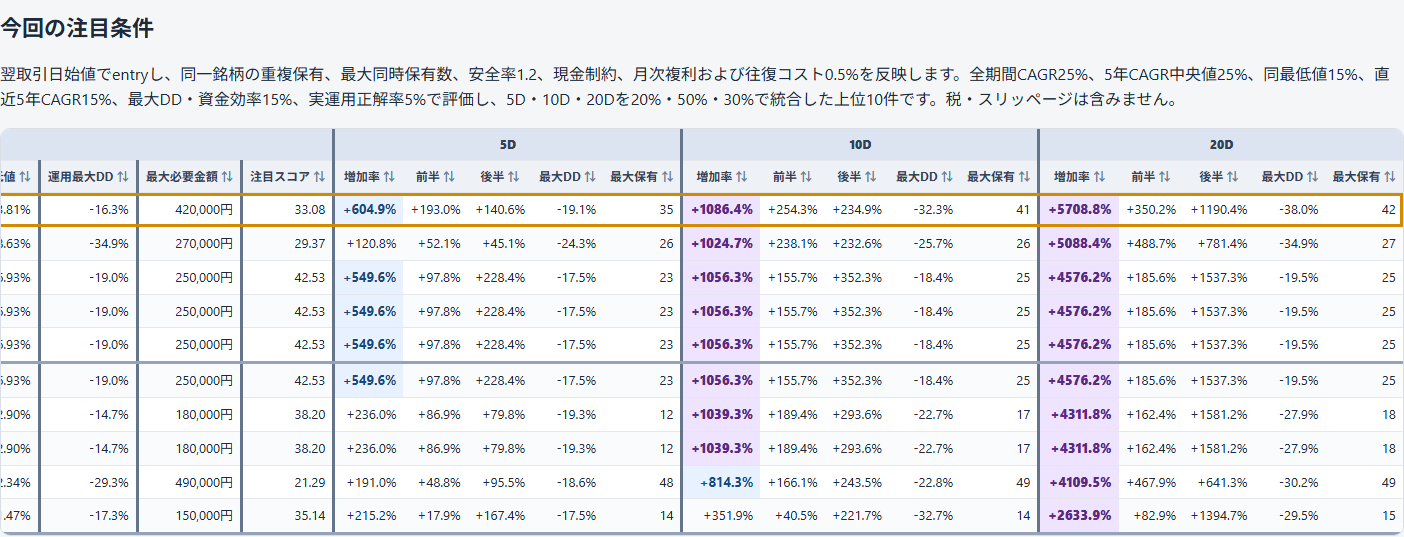 今回の注目条件
翌取引日始値でentryし、同一銘柄の重複保有、最大同時保有数、安全率1.2、現金制約、月次複利および往復コスト0.5%を反映します。全期間CAGR25%、5年CAGR中央値25%、同最低値15%、直
近5年CAGR15%、最大DD・資金効率15%、実運用正解率5%で評価し、5D・10D・20Dを20%・50%・30%で統合した上位10件です。税・スリッページは含みません。
5D 10D 20D
値 ⇅ 運用最大DD ⇅ 最大必要金額 ⇅ 注目スコア ⇅ 増加率 ⇅ 前半 ⇅ 後半 ⇅ 最大DD ⇅ 最大保有 ⇅ 増加率 ⇅ 前半 ⇅ 後半 ⇅ 最大DD ⇅ 最大保有 ⇅ 増加率 ⇅ 前半 ⇅ 後半 ⇅ 最大DD ⇅ 最大保有 ⇅
.81% -16.3% 420,000円 33.08 +604.9% +193.0% +140.6% -19.1% 35 +1086.4% +254.3% +234.9% -32.3% 41 +5708.8% +350.2% +1190.4% -38.0% 42
.63% -34.9% 270,000円 29.37 +120.8% +52.1% +45.1% -24.3% 26 +1024.7% +238.1% +232.6% -25.7% 26 +5088.4% +488.7% +781.4% -34.9% 27
.93% -19.0% 250,000円 42.53 +549.6% +97.8% +228.4% -17.5% 23 +1056.3% +155.7% +352.3% -18.4% 25 +4576.2% +185.6% +1537.3% -19.5% 25
.93% -19.0% 250,000円 42.53 +549.6% +97.8% +228.4% -17.5% 23 +1056.3% +155.7% +352.3% -18.4% 25 +4576.2% +185.6% +1537.3% -19.5% 25
.93% -19.0% 250,000円 42.53 +549.6% +97.8% +228.4% -17.5% 23 +1056.3% +155.7% +352.3% -18.4% 25 +4576.2% +185.6% +1537.3% -19.5% 25
.93% -19.0% 250,000円 42.53 +549.6% +97.8% +228.4% -17.5% 23 +1056.3% +155.7% +352.3% -18.4% 25 +4576.2% +185.6% +1537.3% -19.5% 25
.90% -14.7% 180,000円 38.20 +236.0% +86.9% +79.8% -19.3% 12 +1039.3% +189.4% +293.6% -22.7% 17 +4311.8% +162.4% +1581.2% -27.9% 18
.90% -14.7% 180,000円 38.20 +236.0% +86.9% +79.8% -19.3% 12 +1039.3% +189.4% +293.6% -22.7% 17 +4311.8% +162.4% +1581.2% -27.9% 18
.34% -29.3% 490,000円 21.29 +191.0% +48.8% +95.5% -18.6% 48 +814.3% +166.1% +243.5% -22.8% 49 +4109.5% +467.9% +641.3% -30.2% 49
.47% -17.3% 150,000円 35.14 +215.2% +17.9% +167.4% -17.5% 14 +351.9% +40.5% +221.7% -32.7% 14 +2633.9% +82.9% +1394.7% -29.5% 15